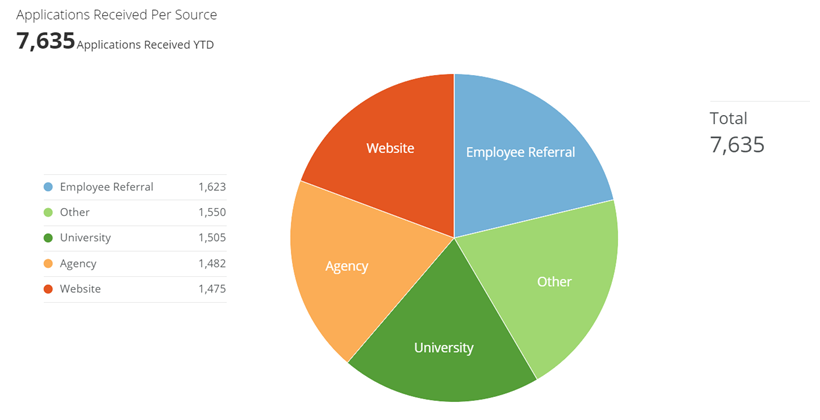 Applications Received Per Source
7,635 Applications Received YTD
Employee Referral 1,623
Other 1,550
University 1,505
Agency 1,482
Website 1,475
Website
Employee Referral
Agency
Other
University
Total
7,635